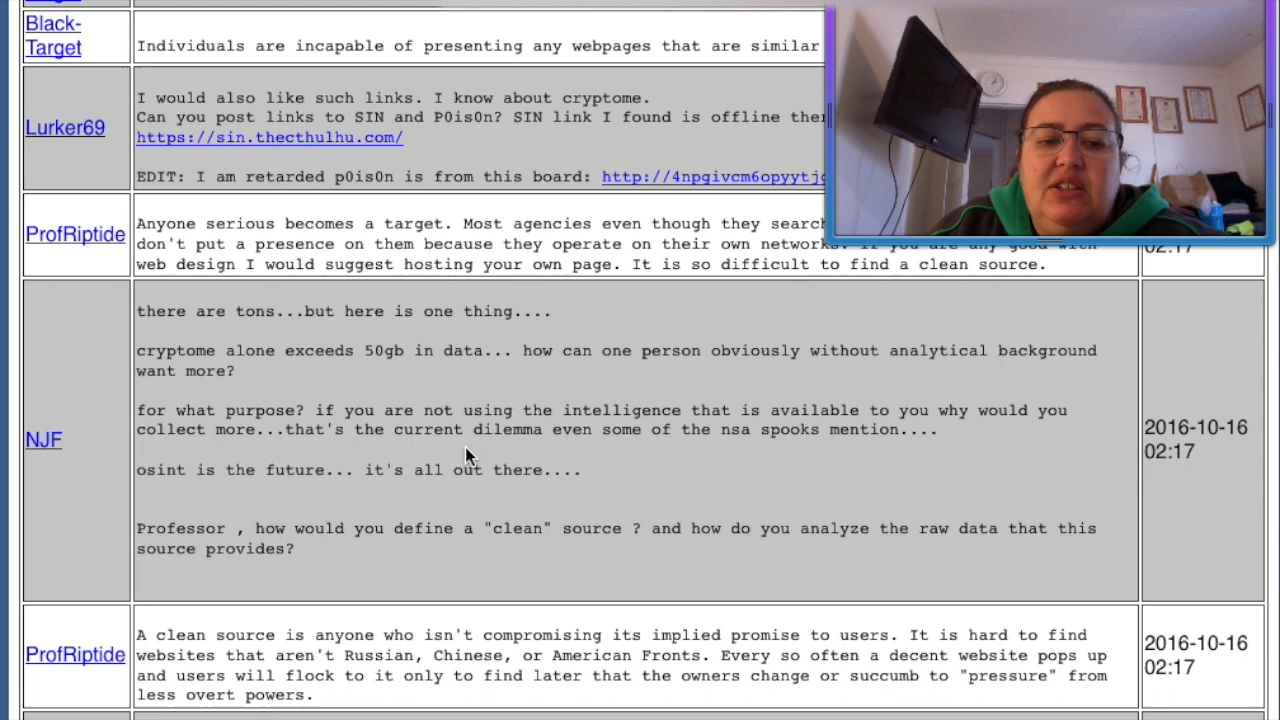 Black-
Target
Individuals are incapable of presenting any webpages that are similar
Lurker69
I would also like such links. I know about cryptome.
Can you post links to SIN and P0is0n? SIN link I found is offline
https://sin.thecthulhu.com/
EDIT: I am retarded p0is0n is from this board: http://4npgivcm6opyytj
ProfRiptide
Anyone serious becomes a target. Most agencies even though they search
don't put a presence on them because they operate on their own network. If you are any good with
web design I would suggest hosting your own page. It is so difficult to find a clean source.
02:17
NJF
there are tons...but here is one thing....
cryptome alone exceeds 50gb in data... how can one person obviously without analytical background
want more?
for what purpose? if you are not using the intelligence that is available to you why would you
collect more...that's the current dilemma even some of the nsa spooks mention....
osint is the future... it's all out there....
Professor , how would you define a "clean" source ? and how do you analyze the raw data that this
source provides?
2016-10-16
02:17
ProfRiptide
A clean source is anyone who isn't compromising its implied promise to users. It is hard to find
websites that aren't Russian, Chinese, or American Fronts. Every so often a decent website pops up
and users will flock to it only to find later that the owners change or succumb to "pressure" from
less overt powers.
2016-10-16
02:17